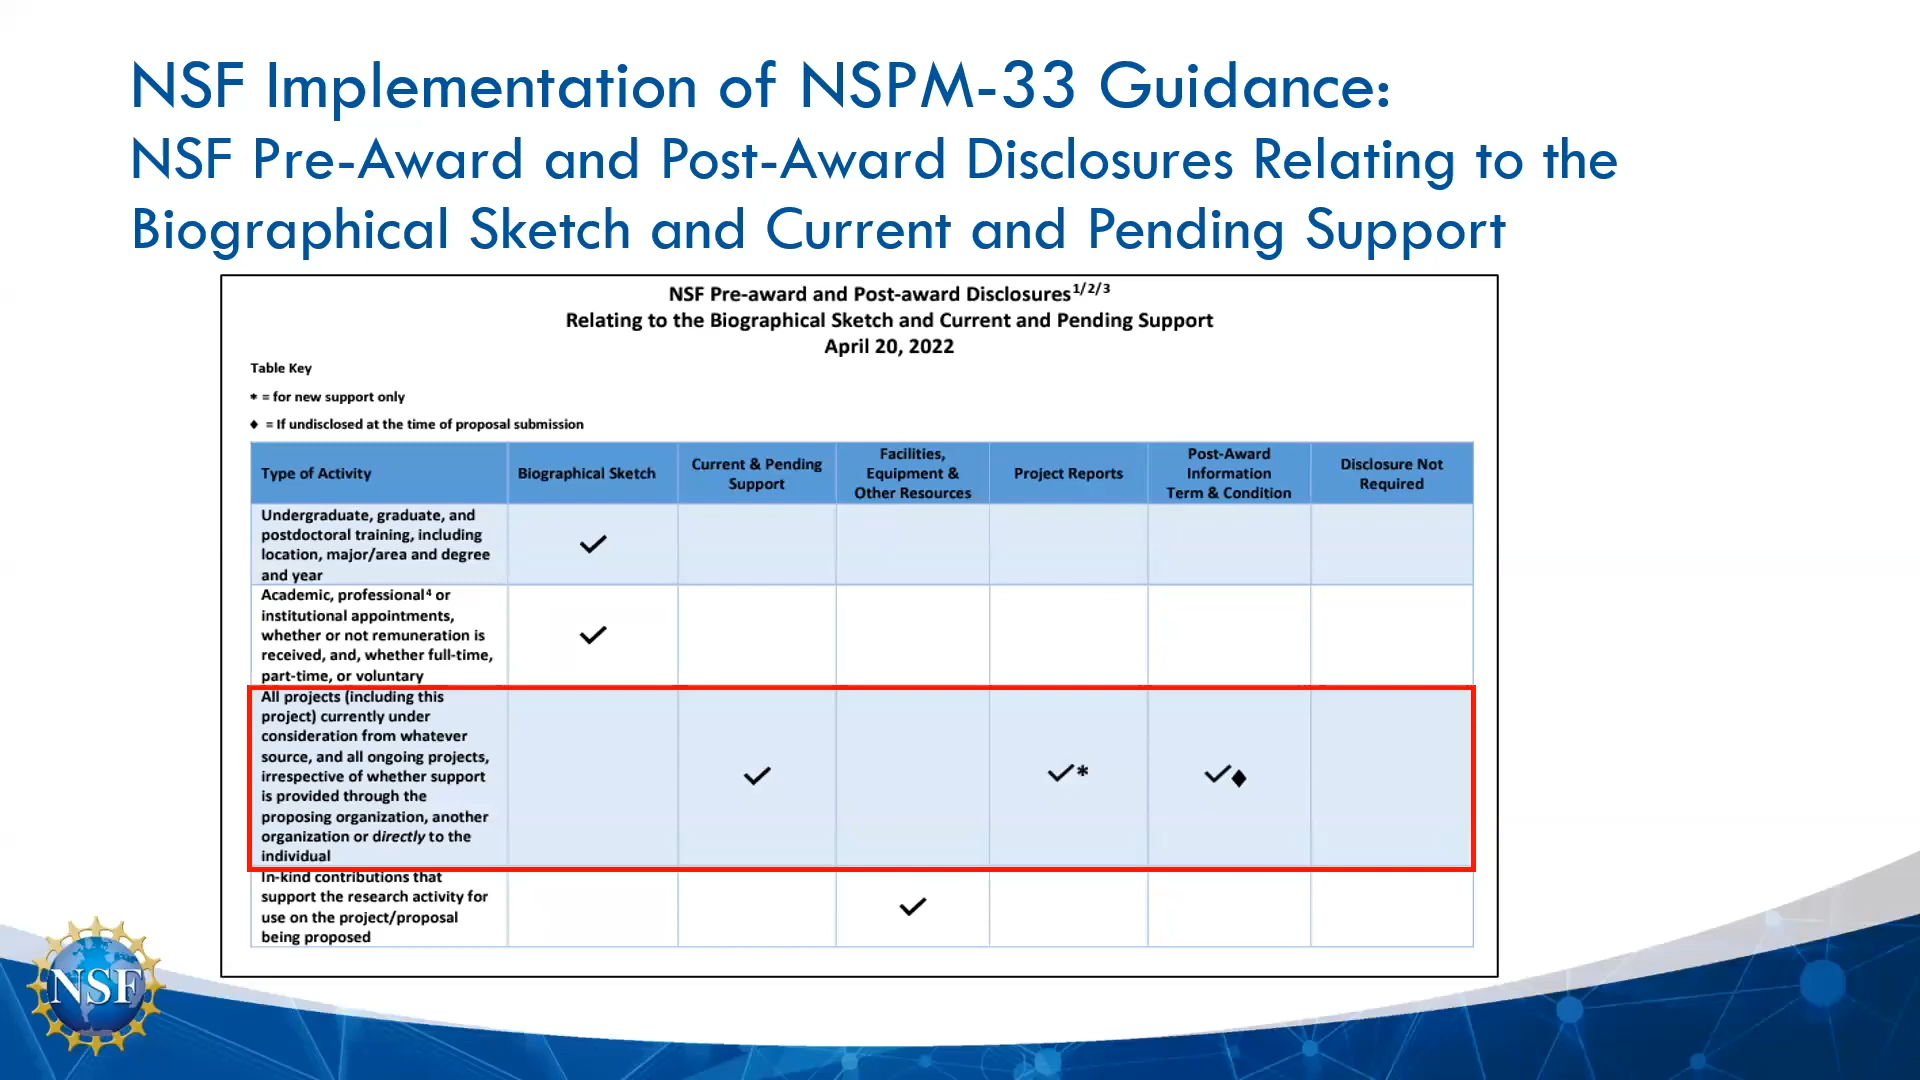 NSF Implementation of NSPM-33 Guidance:
NSF Pre-Award and Post-Award Disclosures Relating to the
Biographical Sketch and Current and Pending Support
NSF Pre-award and Post-award Disclosures1/2/3
Relating to the Biographical Sketch and Current and Pending Support
April 20, 2022
Table Key
* = for new support only
♦ = If undisclosed at the time of proposal submission
Type of Activity
Biographical Sketch
Current & Pending
Support
Facilities,
Equipment &
Other Resources
Project Reports
Post-Award
Information
Term & Condition
Disclosure Not
Required
Undergraduate, graduate, and
postdoctoral training, including
location, major/area and degree
and year
✓
Academic, professional4 or
institutional appointments,
whether or not remuneration is
received, and, whether full-time,
part-time, or voluntary
✓
All projects (including this
project) currently under
consideration from whatever
source, and all ongoing projects,
irrespective of whether support
is provided through the
proposing organization, another
organization or directly to the
individual
✓
✓*
✓♦
In-kind contributions that
support the research activity for
use on the project/proposal
being proposed
✓
NSF